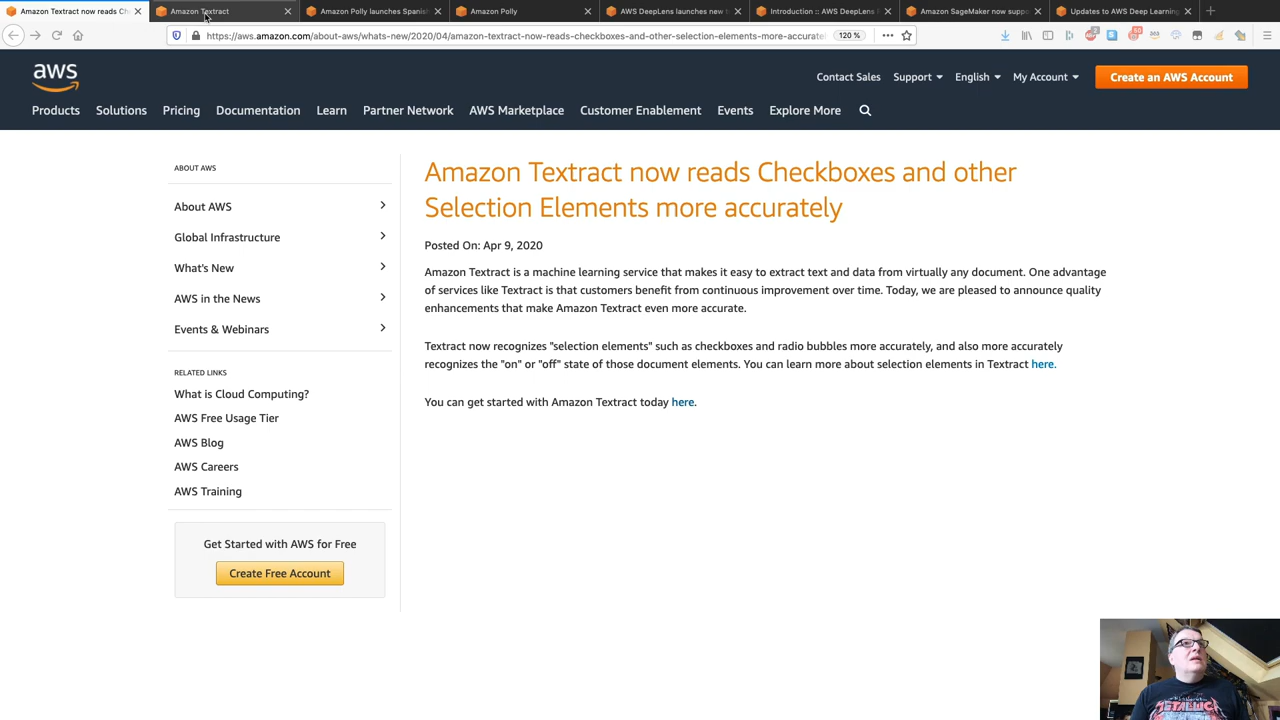 Amazon Textract now reads Che
Amazon Textract
Amazon Polly launches Spanish
Amazon Polly
AWS DeepLens launches new t
Introduction :: AWS DeepLens
Amazon SageMaker now suppo
Updates to AWS Deep Learning
https://aws.amazon.com/about-aws/whats-new/2020/04/amazon-textract-now-reads-checkboxes-and-other-selection-elements-more-accurate
120 %
aws
Contact Sales
Support
English
My Account
Create an AWS Account
Products
Solutions
Pricing
Documentation
Learn
Partner Network
AWS Marketplace
Customer Enablement
Events
Explore More
ABOUT AWS
About AWS
Global Infrastructure
What's New
AWS in the News
Events & Webinars
RELATED LINKS
What is Cloud Computing?
AWS Free Usage Tier
AWS Blog
AWS Careers
AWS Training
Get Started with AWS for Free
Create Free Account
Amazon Textract now reads Checkboxes and other
Selection Elements more accurately
Posted On: Apr 9, 2020
Amazon Textract is a machine learning service that makes it easy to extract text and data from virtually any document. One advantage
of services like Textract is that customers benefit from continuous improvement over time. Today, we are pleased to announce quality
enhancements that make Amazon Textract even more accurate.
Textract now recognizes "selection elements" such as checkboxes and radio bubbles more accurately, and also more accurately
recognizes the "on" or "off" state of those document elements. You can learn more about selection elements in Textract here.
You can get started with Amazon Textract today here.
METALLICA